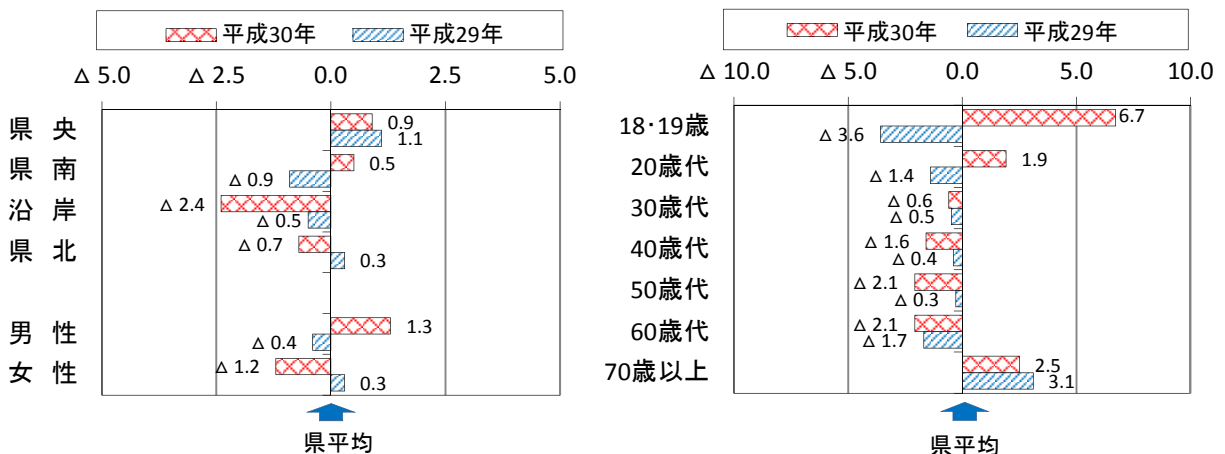 平成30年 平成29年
△ 5.0 △ 2.5 0.0 2.5 5.0
県 央 0.9
1.1
県 南 0.5
△ 0.9
沿 岸 △ 2.4
△ 0.5
県 北 △ 0.7
0.3
男 性 1.3
△ 0.4
女 性 △ 1.2
0.3
県平均
平成30年 平成29年
△ 10.0 △ 5.0 0.0 5.0 10.0
18･19歳 6.7
△ 3.6
20歳代 1.9
△ 1.4
30歳代 △ 0.6
△ 0.5
40歳代 △ 1.6
△ 0.4
50歳代 △ 2.1
△ 0.3
60歳代 △ 2.1
△ 1.7
70歳以上 2.5
3.1
県平均